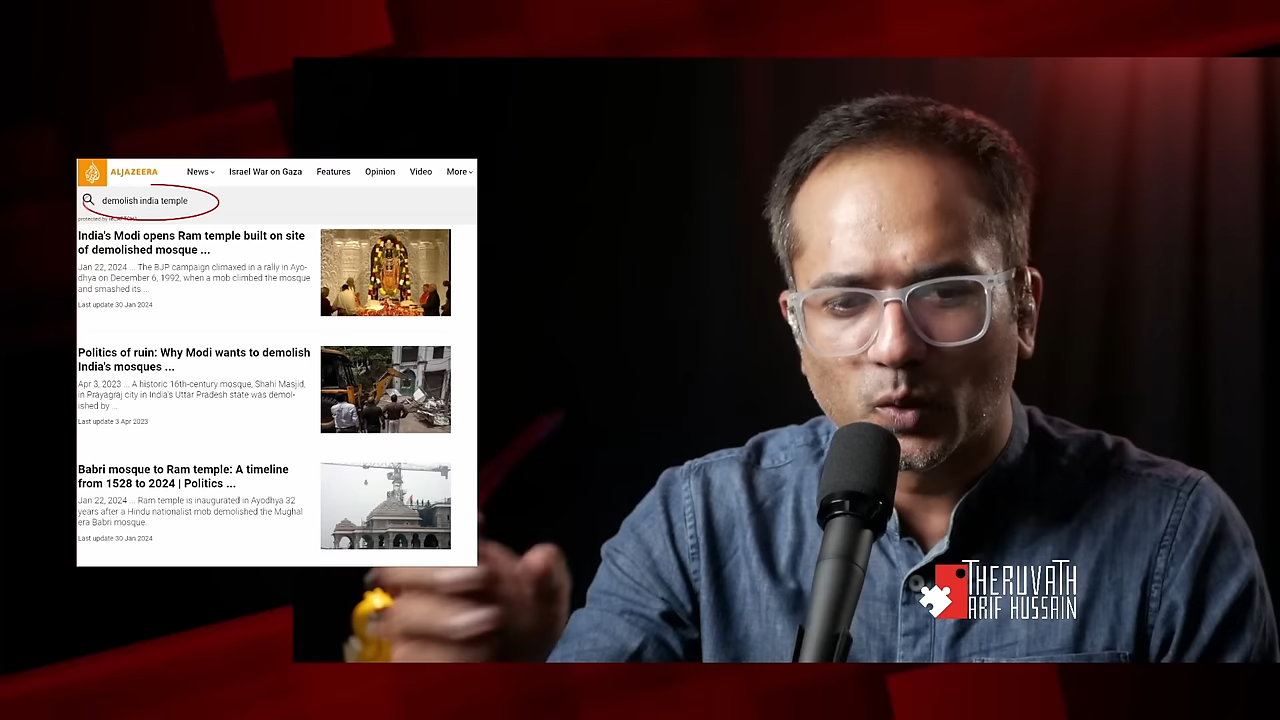 ALJAZEERA
News
Israel War on Gaza
Features
Opinion
Video
More
demolish india temple
protected by
India's Modi opens Ram temple built on site
of demolished mosque ...
Jan 22, 2024 ... The BJP campaign climaxed in a rally in Ayo-
dhya on December 6, 1992, when a mob climbed the mosque
and smashed its ...
Last update 30 Jan 2024
Politics of ruin: Why Modi wants to demolish
India's mosques ...
Apr 3, 2023 ... A historic 16th-century mosque, Shahi Masjid,
in Prayagraj city in India's Uttar Pradesh state was demol-
ished by ...
Last update 3 Apr 2023
Babri mosque to Ram temple: A timeline
from 1528 to 2024 | Politics ...
Jan 22, 2024 ... Ram temple is inaugurated in Ayodhya 32
years after a Hindu nationalist mob demolished the Mughal
era Babri mosque.
Last update 30 Jan 2024
THERUVATH
ARIF HUSSAIN